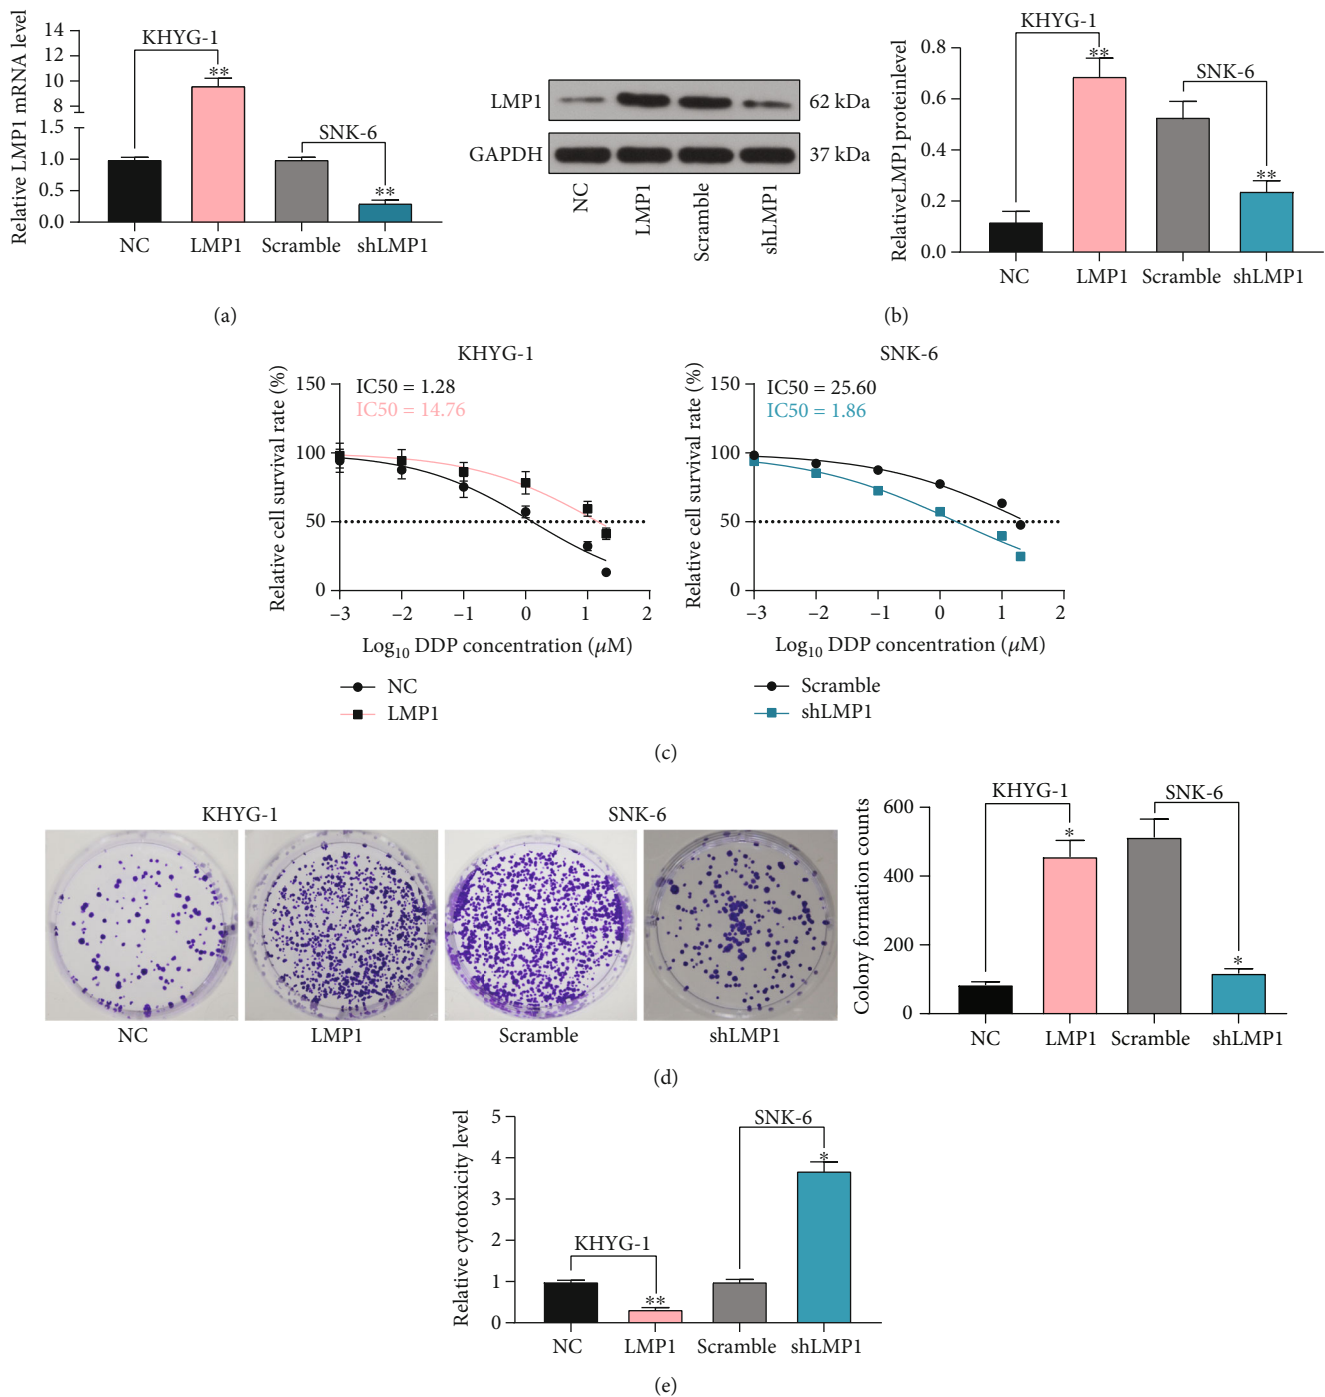 Relative LMP1 mRNA level
14
12
10
8
6
1.5
1.0
0.5
0.0
KHYG-1
**
SNK-6
**
NC
LMP1
Scramble
shLMP1
(a)
LMP1
62 kDa
GAPDH
37 kDa
NC
LMP1
Scramble
shLMP1
RelativeLMP1proteinlevel
0.8
0.6
0.4
0.2
0.0
KHYG-1
**
SNK-6
**
NC
LMP1
Scramble
shLMP1
(b)
KHYG-1
Relative cell survival rate (%)
150
100
50
0
IC50 = 1.28
IC50 = 14.76
–3
–2
–1
0
1
2
Log10 DDP concentration (μM)
NC
LMP1
SNK-6
Relative cell survival rate (%)
150
100
50
0
IC50 = 25.60
IC50 = 1.86
–3
–2
–1
0
1
2
Log10 DDP concentration (μM)
Scramble
shLMP1
(c)
KHYG-1
SNK-6
NC
LMP1
Scramble
shLMP1
Colony formation counts
600
400
200
0
KHYG-1
*
SNK-6
*
NC
LMP1
Scramble
shLMP1
(d)
Relative cytotoxicity level
5
4
3
2
1
0
KHYG-1
**
SNK-6
*
NC
LMP1
Scramble
shLMP1
(e)